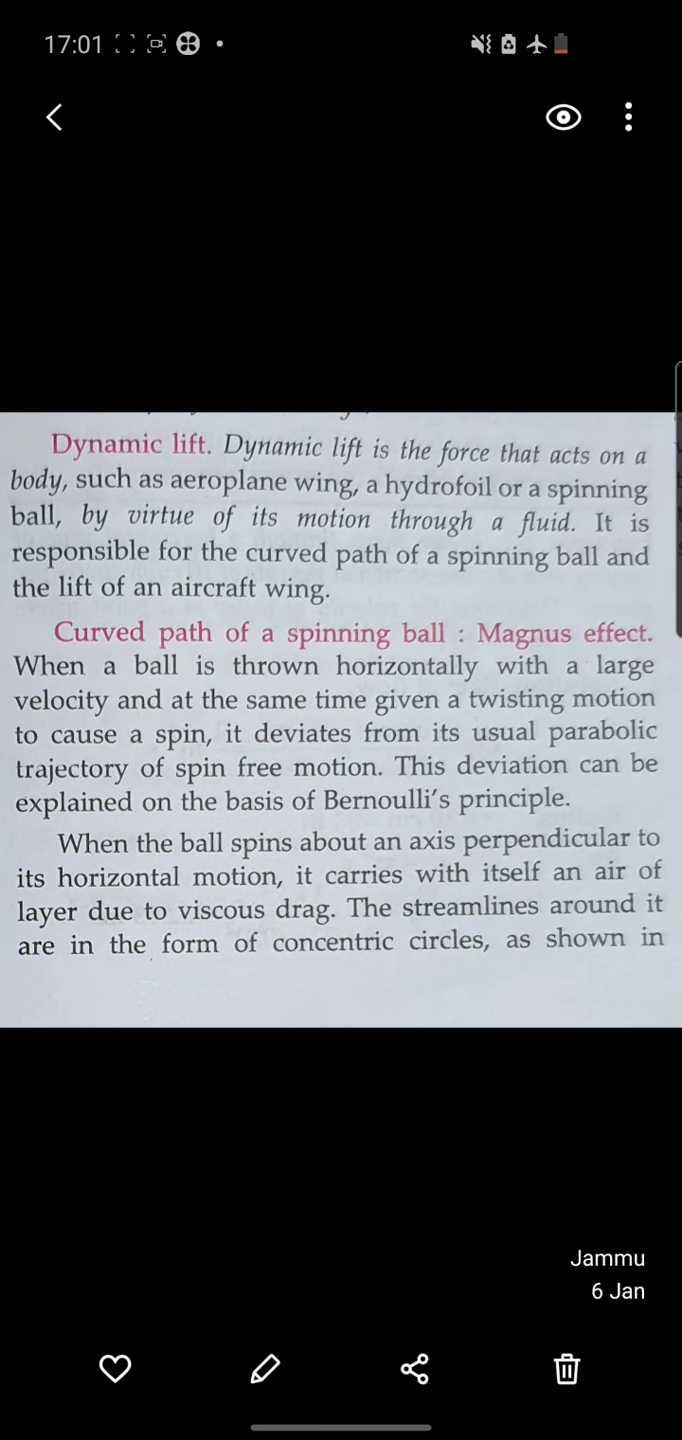 17:01
Dynamic lift. Dynamic lift is the force that acts on a
body, such as aeroplane wing, a hydrofoil or a spinning
ball, by virtue of its motion through a fluid. It is
responsible for the curved path of a spinning ball and
the lift of an aircraft wing.
Curved path of a spinning ball : Magnus effect.
When a ball is thrown horizontally with a large
velocity and at the same time given a twisting motion
to cause a spin, it deviates from its usual parabolic
trajectory of spin free motion. This deviation can be
explained on the basis of Bernoulli's principle.
When the ball spins about an axis perpendicular to
its horizontal motion, it carries with itself an air of
layer due to viscous drag. The streamlines around it
are in the form of concentric circles, as shown in
Jammu
6 Jan